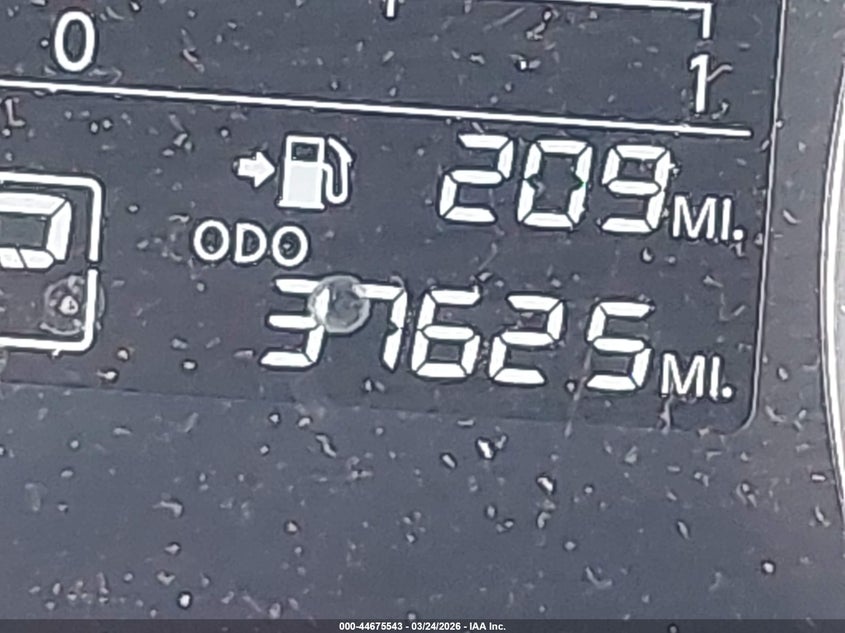 0 1
209 MI.
ODO
37625 MI.
000-44675543 - 03/24/2026 - IAA Inc.